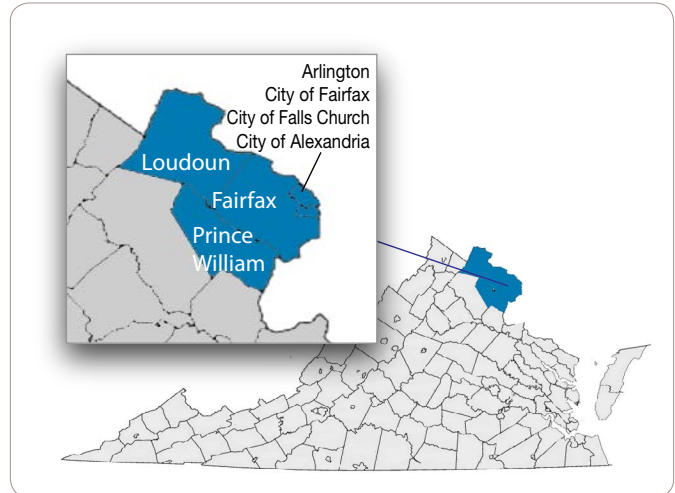 Arlington
City of Fairfax
City of Falls Church
City of Alexandria
Loudoun
Fairfax
Prince
William